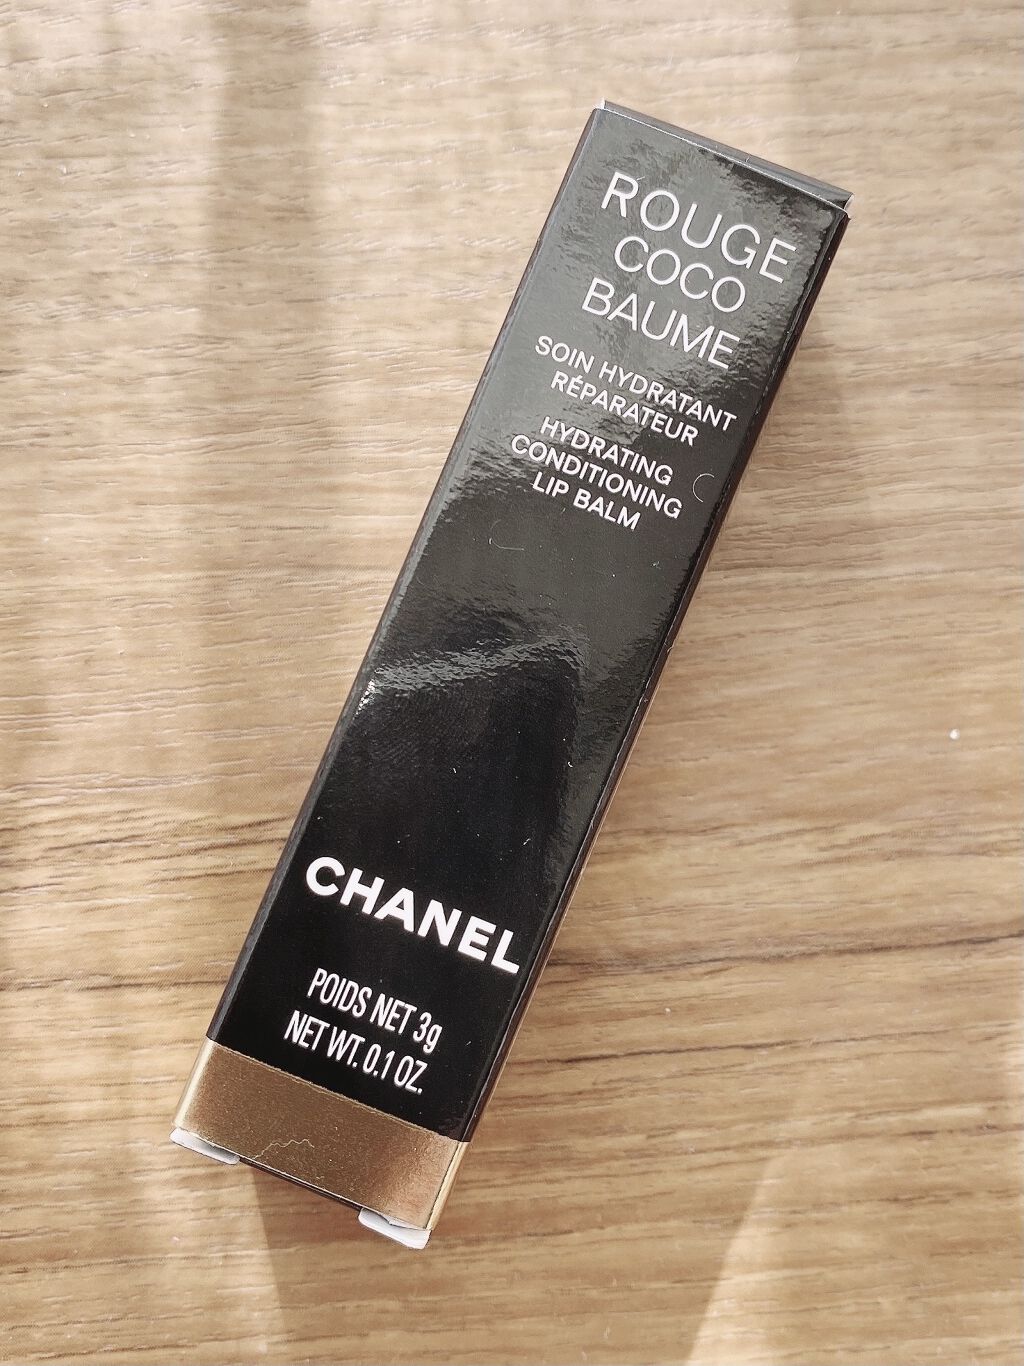 ROUGE
COCO
BAUME
SOIN HYDRATANT
RÉPARATEUR
HYDRATING
CONDITIONING
LIP BALM
CHANEL
POIDS NET 3g
NET WT. 0.1 OZ.